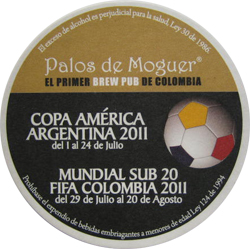 El exceso de alcohol es perjudicial para la salud. Ley 30 de 1986.
Palos de Moguer®
EL PRIMER BREW PUB DE COLOMBIA
COPA AMÉRICA
ARGENTINA 2011
del 1 al 24 de Julio
MUNDIAL SUB 20
FIFA COLOMBIA 2011
del 29 de Julio al 20 de Agosto
Prohíbase el expendio de bebidas embriagantes a menores de edad Ley 124 de 1994